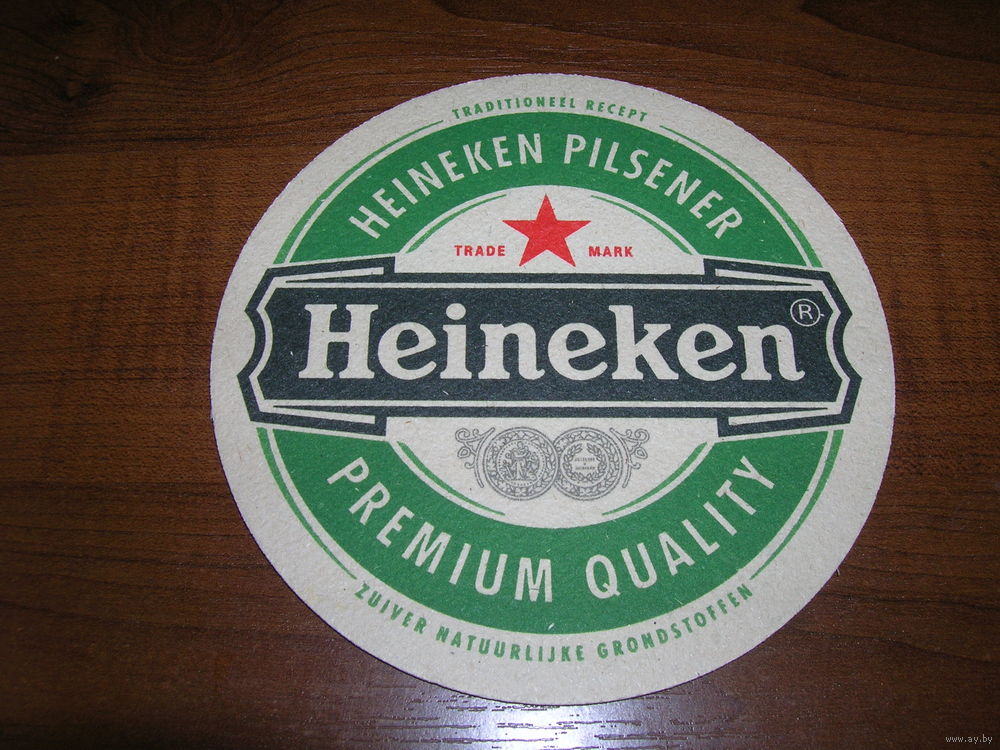 TRADITIONEEL RECEPT
HEINEKEN PILSENER
TRADE MARK
Heineken®
PREMIUM QUALITY
ZUIVER NATUURLIJKE GRONDSTOFFEN
www.ay.by